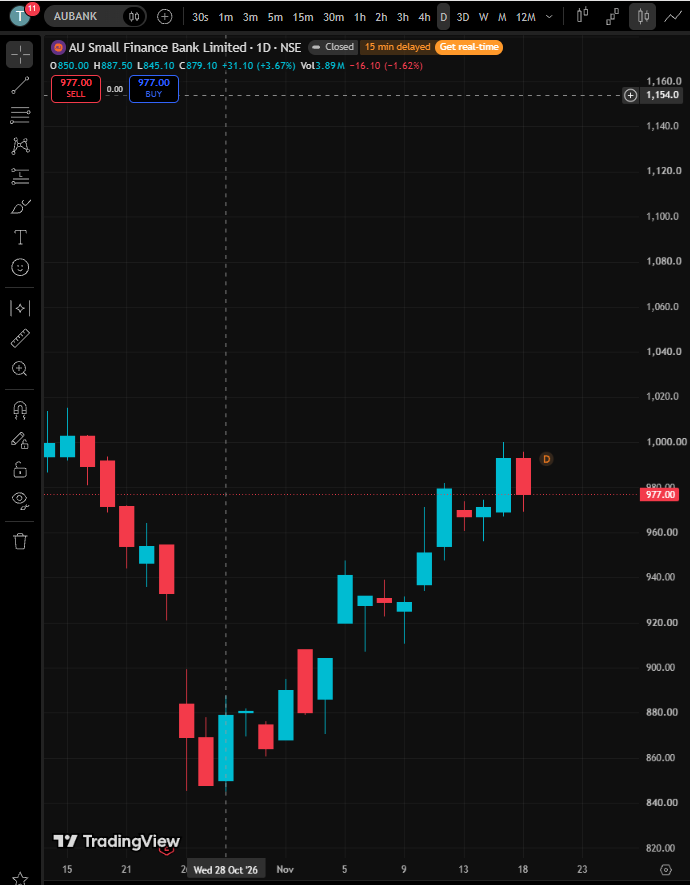 T 11 AUBANK 30s 1m 3m 5m 15m 30m 1h 2h 3h 4h D 3D W M 12M
AU Small Finance Bank Limited · 1D · NSE Closed 15 min delayed Get real-time
O850.00 H887.50 L845.10 C879.10 +31.10 (+3.67%) Vol3.89 M −16.10 (−1.62%)
977.00 SELL 0.00 977.00 BUY
1,160.0
1,154.0
1,140.0
1,120.0
1,100.0
1,080.0
1,060.0
1,040.0
1,020.0
1,000.00
D
980.00
977.00
960.00
940.00
920.00
900.00
880.00
860.00
840.00
TradingView
820.00
15 21 Wed 28 Oct '26 Nov 5 9 13 18 23